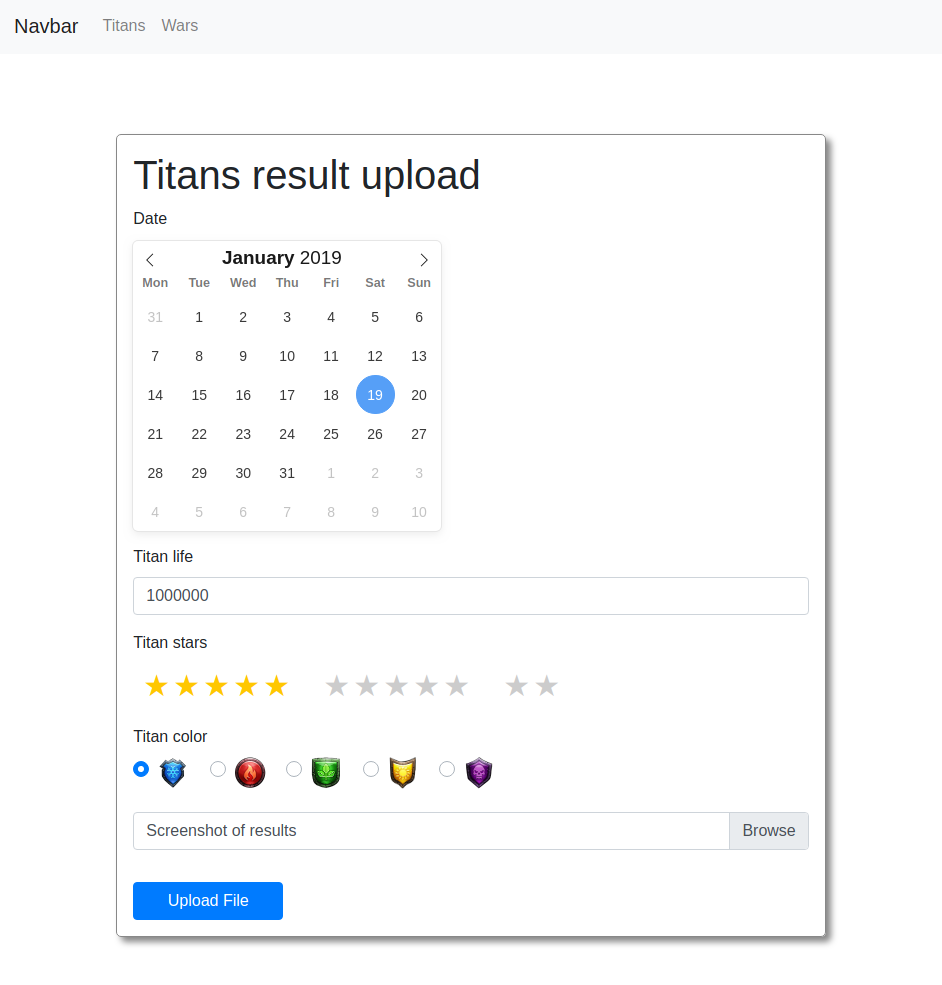 Navbar Titans Wars
Titans result upload
Date
January 2019
Mon Tue Wed Thu Fri Sat Sun
31 1 2 3 4 5 6
7 8 9 10 11 12 13
14 15 16 17 18 19 20
21 22 23 24 25 26 27
28 29 30 31 1 2 3
4 5 6 7 8 9 10
Titan life
1000000
Titan stars
Titan color
Screenshot of results Browse
Upload File